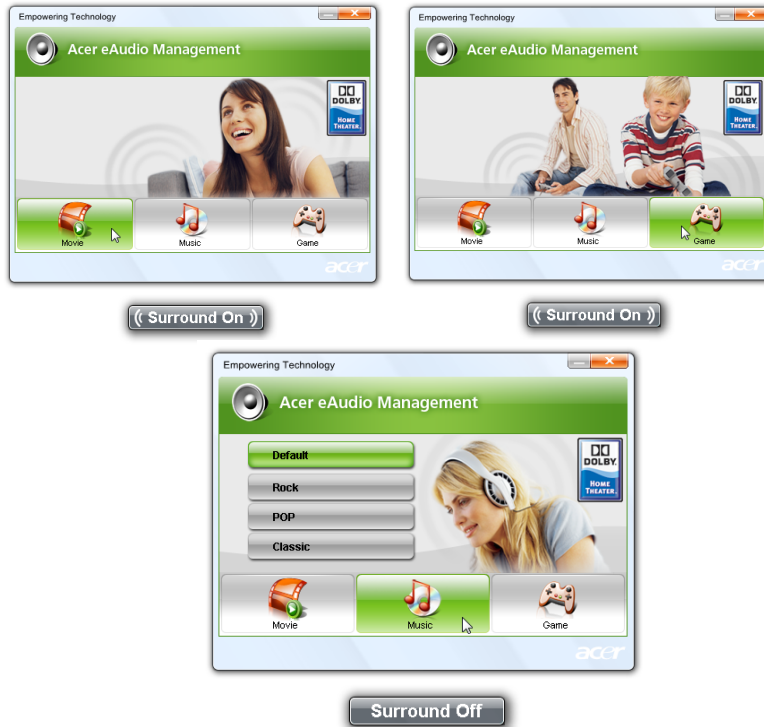 Empowering Technology
Acer eAudio Management
DOLBY
HOME
THEATER
Movie
Music
Game
acer
Surround On
Empowering Technology
Acer eAudio Management
DOLBY
HOME
THEATER
Movie
Music
Game
acer
Surround On
Empowering Technology
Acer eAudio Management
Default
Rock
POP
Classic
DOLBY
HOME
THEATER
Movie
Music
Game
acer
Surround Off